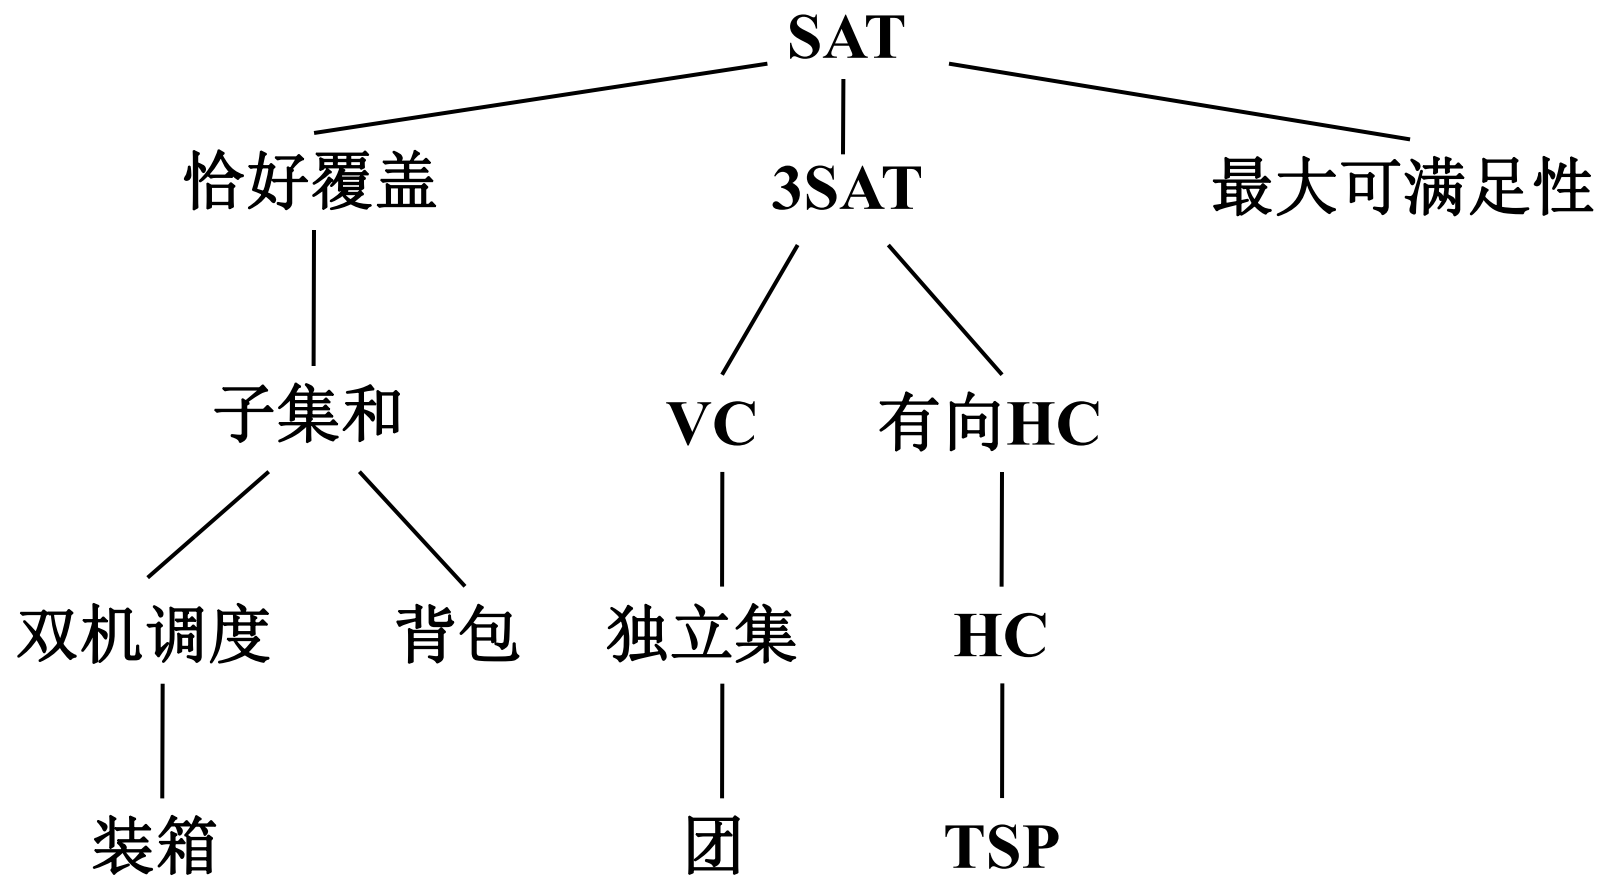 SAT
恰好覆盖 3SAT 最大可满足性
子集和 VC 有向HC
双机调度 背包 独立集 HC
装箱 团 TSP